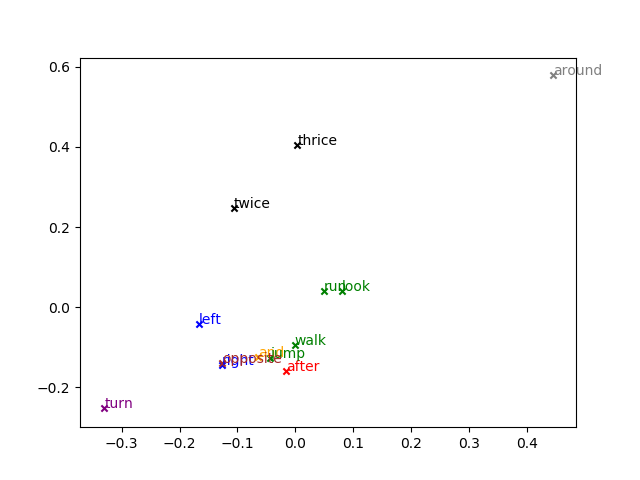 0.6
around
0.4
thrice
0.2
twice
run
look
0.0
left
walk
and
jump
opposite
right
after
−0.2
turn
−0.3
−0.2
−0.1
0.0
0.1
0.2
0.3
0.4